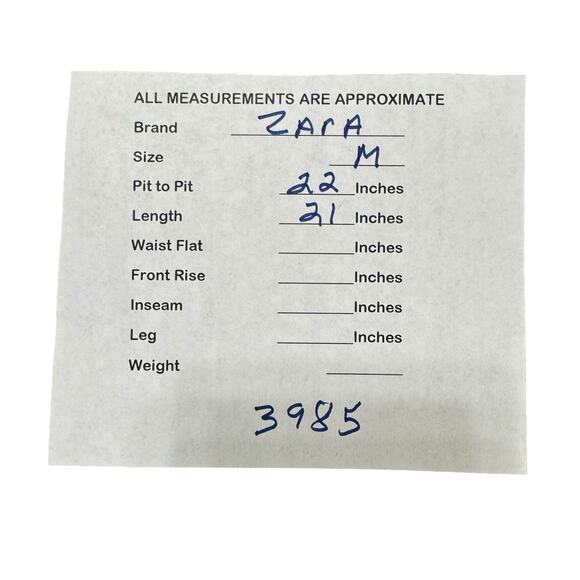 ALL MEASUREMENTS ARE APPROXIMATE
Brand ZArA
Size M
Pit to Pit 22 Inches
Length 21 Inches
Waist Flat Inches
Front Rise Inches
Inseam Inches
Leg Inches
Weight
3985